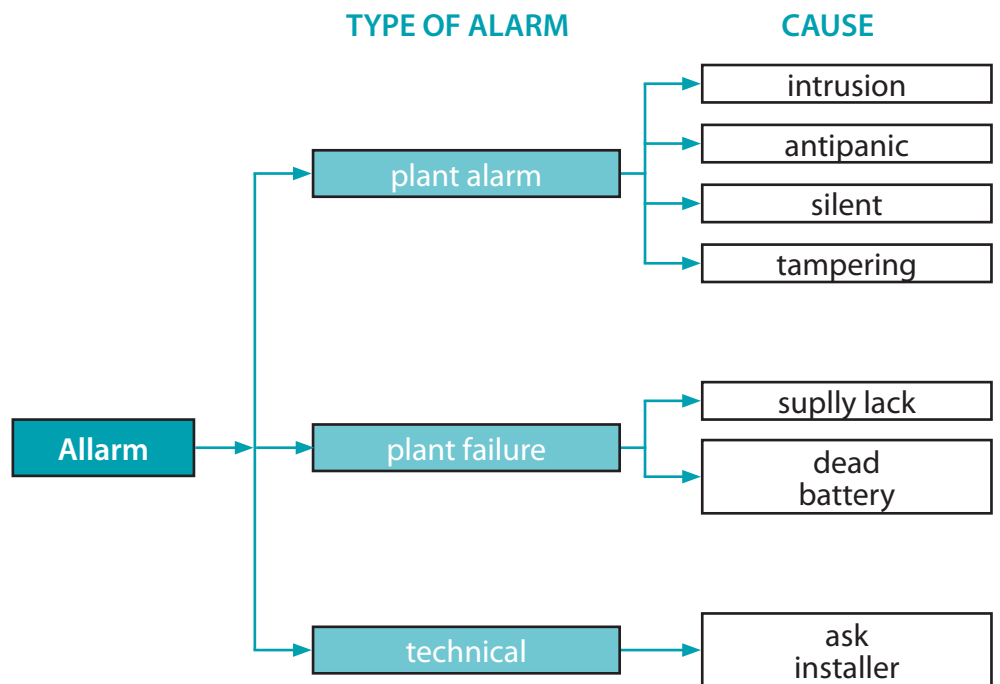 TYPE OF ALARM
CAUSE
intrusion
antipanic
plant alarm
silent
tampering
suplly lack
Allarm
plant failure
dead
battery
technical
ask
installer